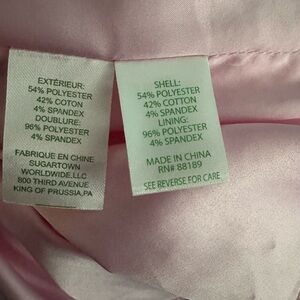 EXTÉRIEUR:
54% POLYESTER
42% COTON
4% SPANDEX
DOUBLURE:
96% POLYESTER
4% SPANDEX
FABRIQUE EN CHINE
SUGARTOWN
WORLDWIDE,LLC
800 THIRD AVENUE
KING OF PRUSSIA,PA
SHELL:
54% POLYESTER
42% COTTON
4% SPANDEX
LINING:
96% POLYESTER
4% SPANDEX
MADE IN CHINA
RN# 88189
SEE REVERSE FOR CARE